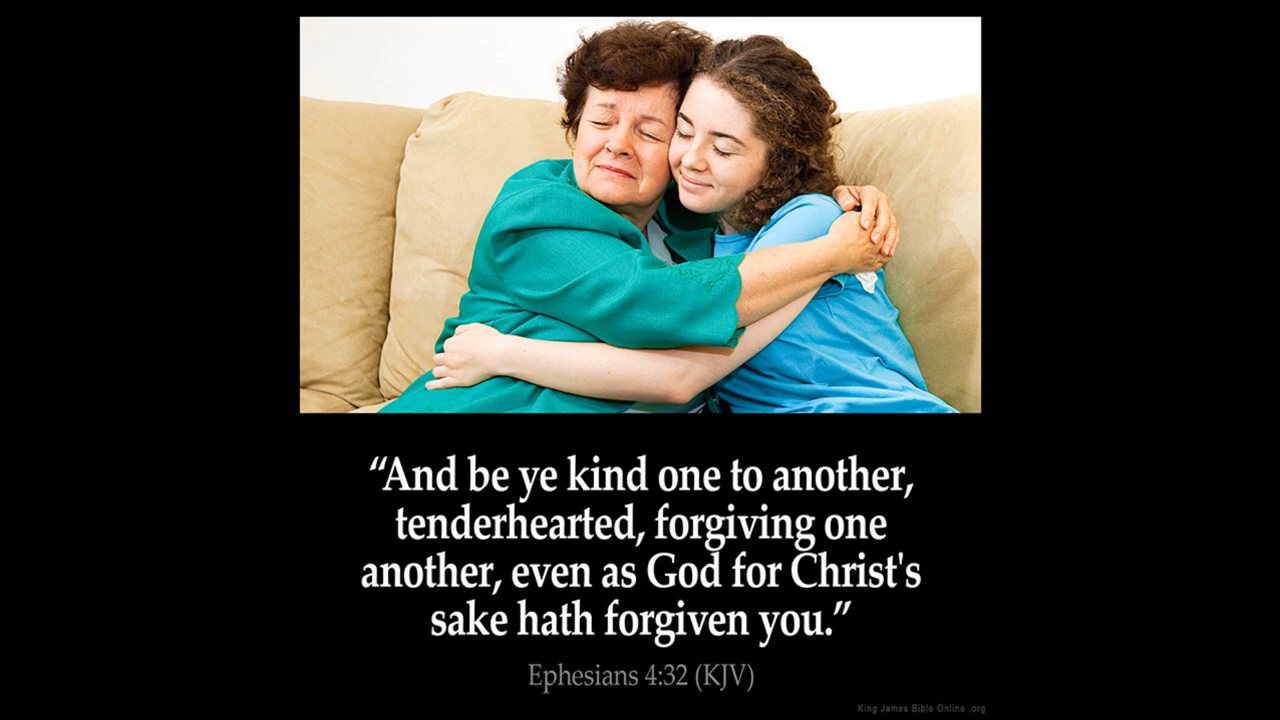 “And be ye kind one to another,
tenderhearted, forgiving one
another, even as God for Christ's
sake hath forgiven you.”
Ephesians 4:32 (KJV)
King James Bible Online .org